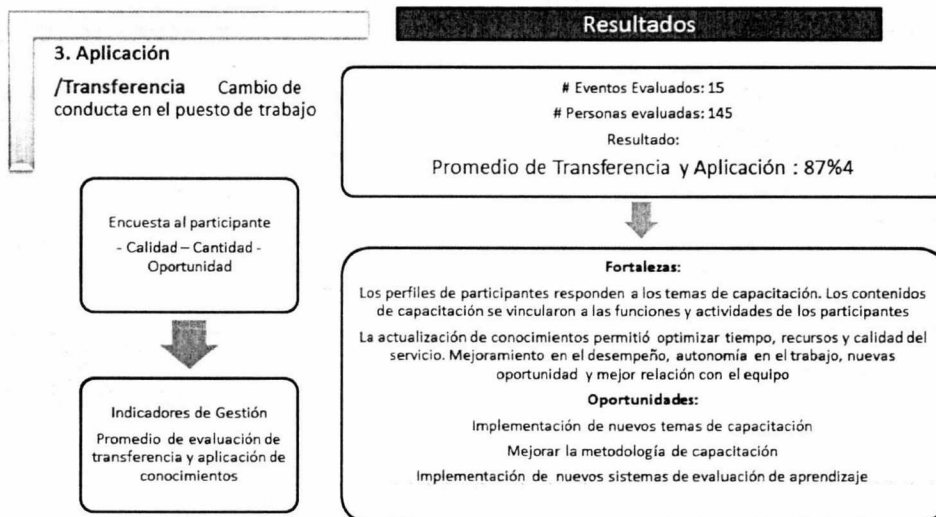 Resultados
3. Aplicación
/Transferencia Cambio de
conducta en el puesto de trabajo
# Eventos Evaluados: 15
# Personas evaluadas: 145
Resultado:
Promedio de Transferencia y Aplicación : 87%4
Encuesta al participante
- Calidad – Cantidad -
Oportunidad
Indicadores de Gestión
Promedio de evaluación de
transferencia y aplicación de
conocimientos
Fortalezas:
Los perfiles de participantes responden a los temas de capacitación. Los contenidos
de capacitación se vincularon a las funciones y actividades de los participantes
La actualización de conocimientos permitió optimizar tiempo, recursos y calidad del
servicio. Mejoramiento en el desempeño, autonomía en el trabajo, nuevas
oportunidad y mejor relación con el equipo
Oportunidades:
Implementación de nuevos temas de capacitación
Mejorar la metodología de capacitación
Implementación de nuevos sistemas de evaluación de aprendizaje